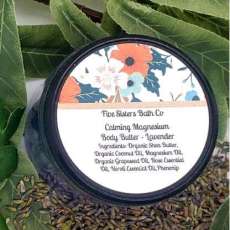 Five Sisters Bath Co
Calming Magnesium
Body Butter - Lavender
Ingredients: Organic Shea Butter,
Organic Coconut Oil, Magnesium Oil,
Organic Grapeseed Oil, Rose Essential
Oil, Neroli Essential Oil, Phenonip